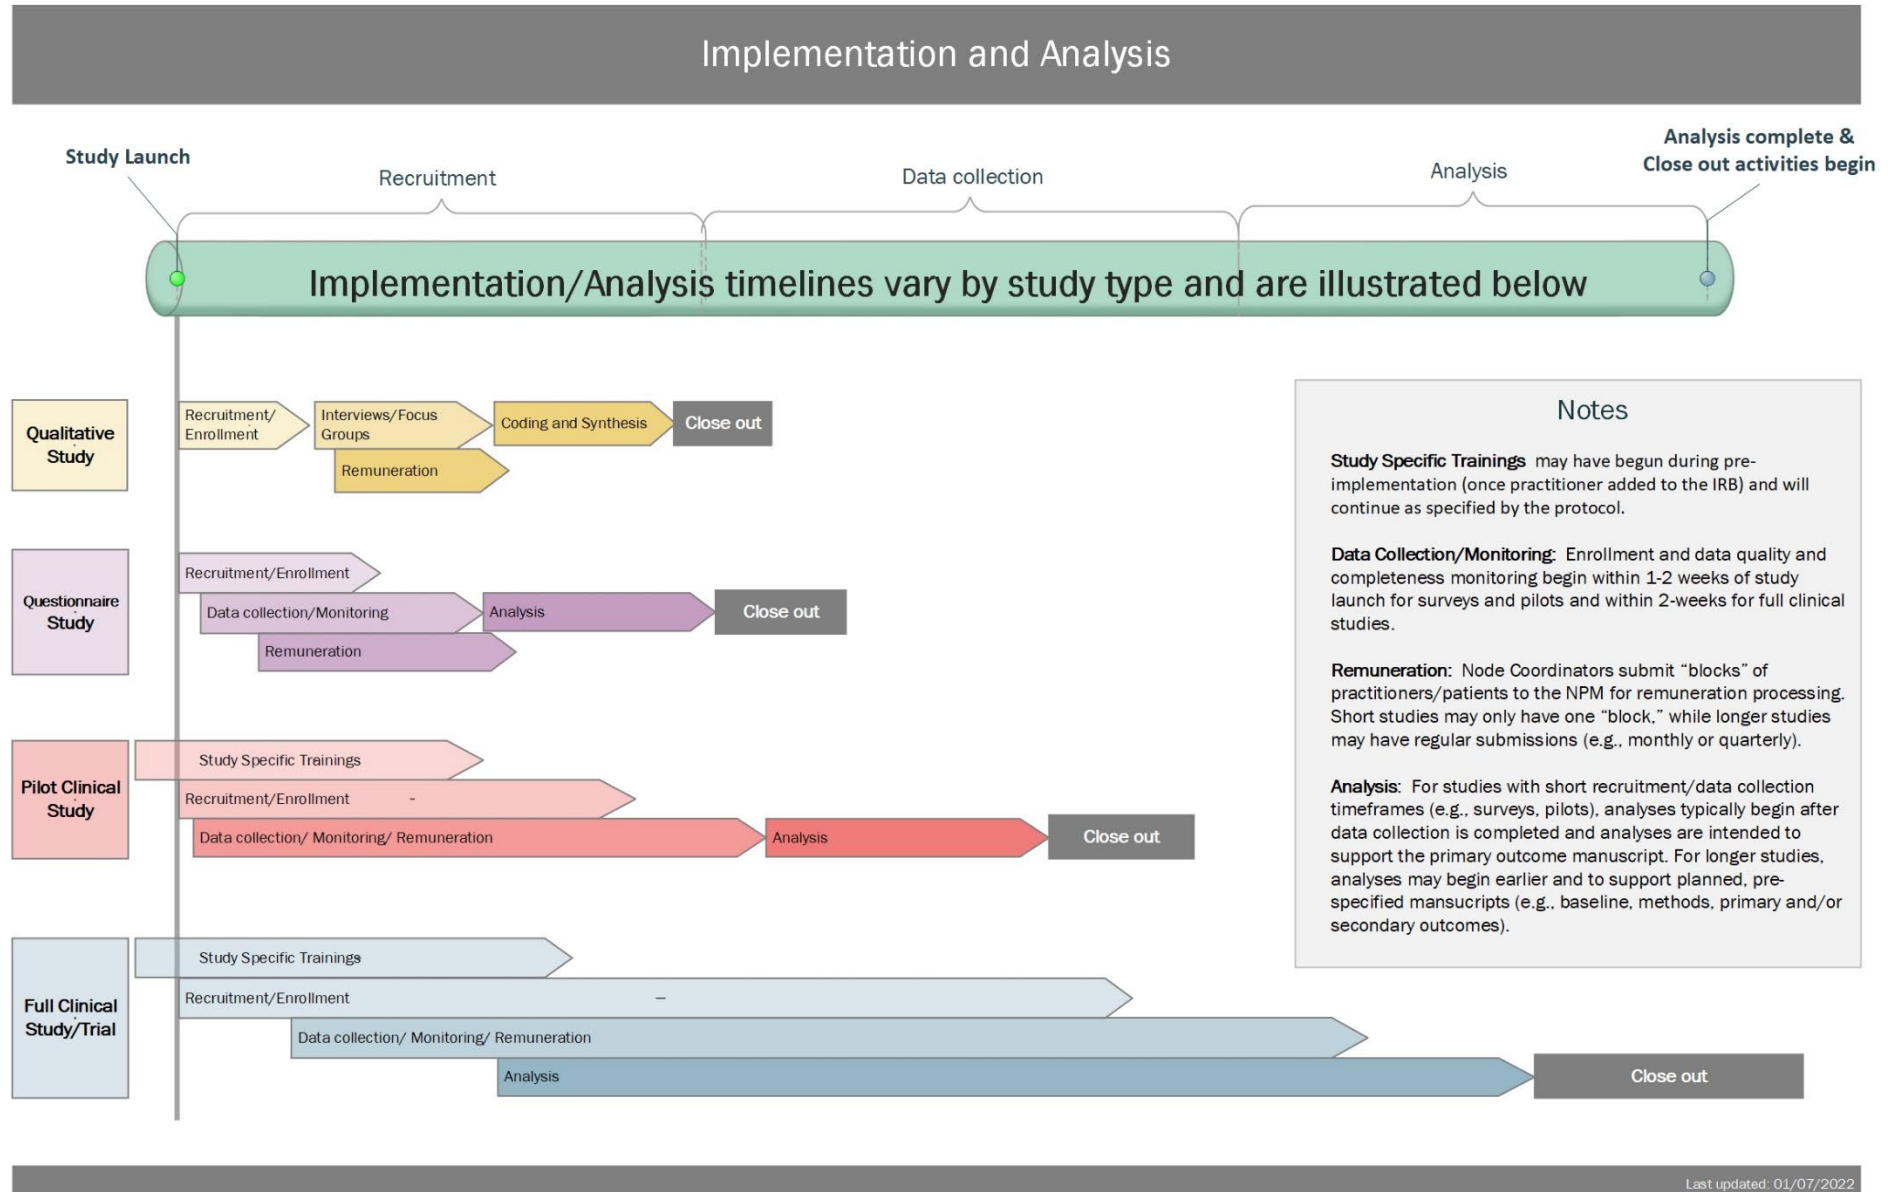 Implementation and Analysis
Study Launch
Recruitment
Data collection
Analysis
Analysis complete &
Close out activities begin
Implementation/Analysis timelines vary by study type and are illustrated below
Qualitative
Study
Recruitment/
Enrollment
Interviews/Focus
Groups
Coding and Synthesis
Close out
Remuneration
Questionnaire
Study
Recruitment/Enrollment
Data collection/Monitoring
Analysis
Close out
Remuneration
Pilot Clinical
Study
Study Specific Trainings
Recruitment/Enrollment -
Data collection/ Monitoring/ Remuneration
Analysis
Close out
Full Clinical
Study/Trial
Study Specific Trainings
Recruitment/Enrollment –
Data collection/ Monitoring/ Remuneration
Analysis
Close out
Notes
Study Specific Trainings may have begun during pre-
implementation (once practitioner added to the IRB) and will
continue as specified by the protocol.
Data Collection/Monitoring: Enrollment and data quality and
completeness monitoring begin within 1-2 weeks of study
launch for surveys and pilots and within 2-weeks for full clinical
studies.
Remuneration: Node Coordinators submit “blocks” of
practitioners/patients to the NPM for remuneration processing.
Short studies may only have one “block,” while longer studies
may have regular submissions (e.g., monthly or quarterly).
Analysis: For studies with short recruitment/data collection
timeframes (e.g., surveys, pilots), analyses typically begin after
data collection is completed and analyses are intended to
support the primary outcome manuscript. For longer studies,
analyses may begin earlier and to support planned, pre-
specified mansucripts (e.g., baseline, methods, primary and/or
secondary outcomes).
Last updated: 01/07/2022